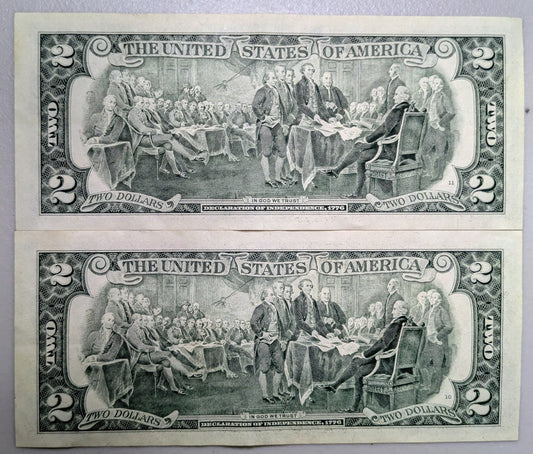 2 THE UNITED STATES OF AMERICA 2
TWO TWO
11
2 IN GOD WE TRUST 2
TWO DOLLARS DECLARATION OF INDEPENDENCE, 1776 TWO DOLLARS
2 THE UNITED STATES OF AMERICA 2
TWO TWO
10
2 IN GOD WE TRUST 2
TWO DOLLARS DECLARATION OF INDEPENDENCE, 1776 TWO DOLLARS